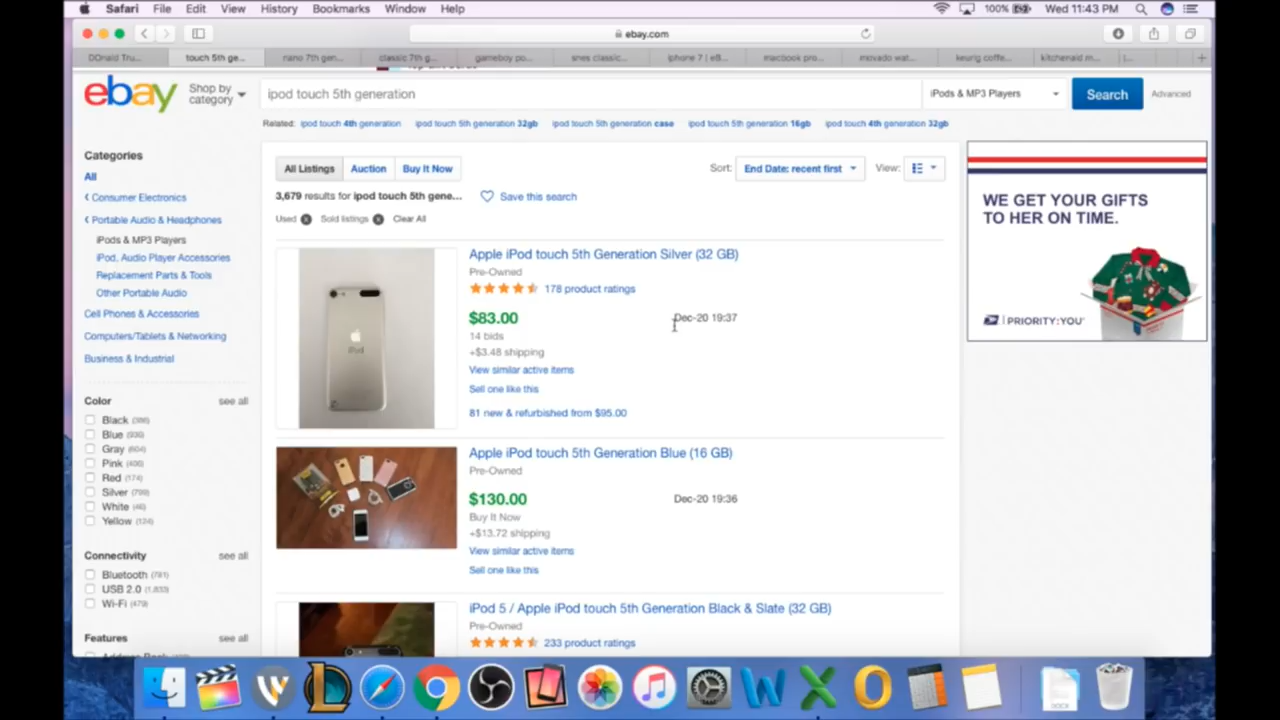 Safari File Edit View History Bookmarks Window Help 100% Wed 11:43 PM
ebay.com
DOnald Tru... touch 5th ge... nano 7th gen... classic 7th g... gameboy po... snes classic... iphone 7 | eB... macbook pro... movado wat... keurig coffe... kitchenaid m...
ebay Shop by category ipod touch 5th generation iPods & MP3 Players Search Advanced
Related: ipod touch 4th generation ipod touch 5th generation 32gb ipod touch 5th generation case ipod touch 5th generation 16gb ipod touch 4th generation 32gb
Categories
All
Consumer Electronics
Portable Audio & Headphones
iPods & MP3 Players
iPod, Audio Player Accessories
Replacement Parts & Tools
Other Portable Audio
Cell Phones & Accessories
Computers/Tablets & Networking
Business & Industrial
Color see all
Black (386)
Blue (930)
Gray (604)
Pink (400)
Red (174)
Silver (799)
White (46)
Yellow (124)
Connectivity see all
Bluetooth (781)
USB 2.0 (1,833)
Wi-Fi (479)
Features see all
All Listings Auction Buy It Now Sort: End Date: recent first View:
3,679 results for ipod touch 5th gene... Save this search
Used Sold listings Clear All
Apple iPod touch 5th Generation Silver (32 GB)
Pre-Owned
178 product ratings
$83.00 Dec-20 19:37
14 bids
+$3.48 shipping
View similar active items
Sell one like this
81 new & refurbished from $95.00
iPod
Apple iPod touch 5th Generation Blue (16 GB)
Pre-Owned
$130.00 Dec-20 19:36
Buy It Now
+$13.72 shipping
View similar active items
Sell one like this
iPod 5 / Apple iPod touch 5th Generation Black & Slate (32 GB)
Pre-Owned
233 product ratings
WE GET YOUR GIFTS
TO HER ON TIME.
PRIORITY:YOU
DOCX